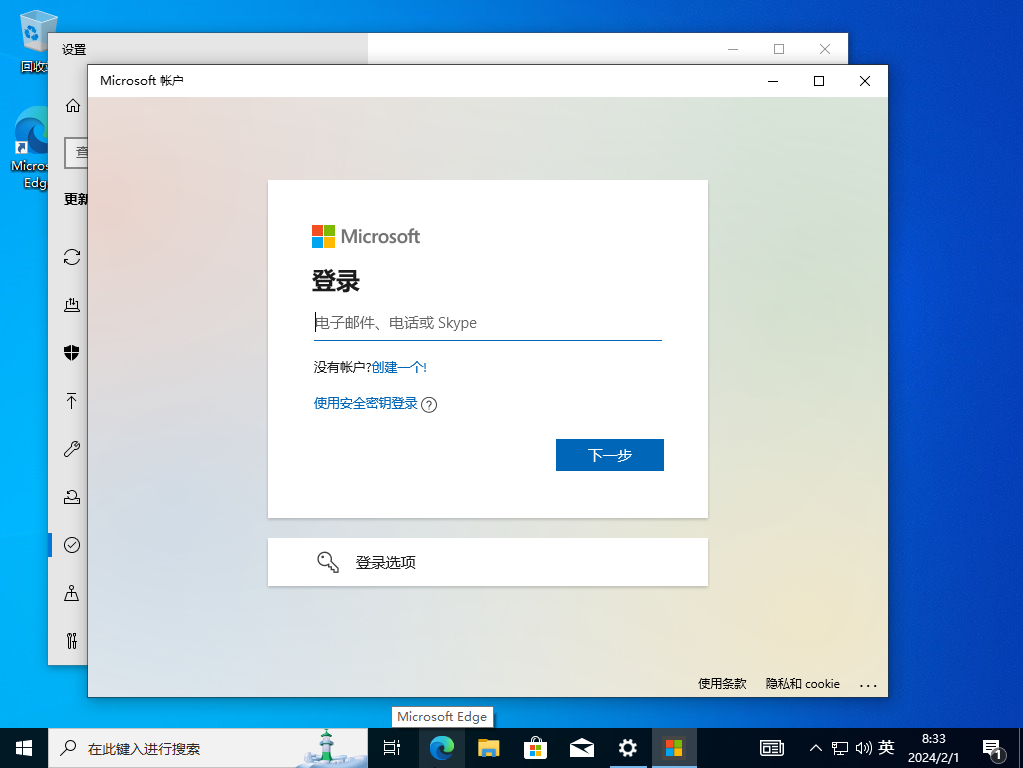 回收
设置
Microsoft 帐户
查
Micros
Edg
更新
Microsoft
登录
电子邮件、电话或 Skype
没有帐户?创建一个!
使用安全密钥登录
下一步
登录选项
使用条款 隐私和 cookie ...
Microsoft Edge
在此键入进行搜索
英
8:33
2024/2/1
1